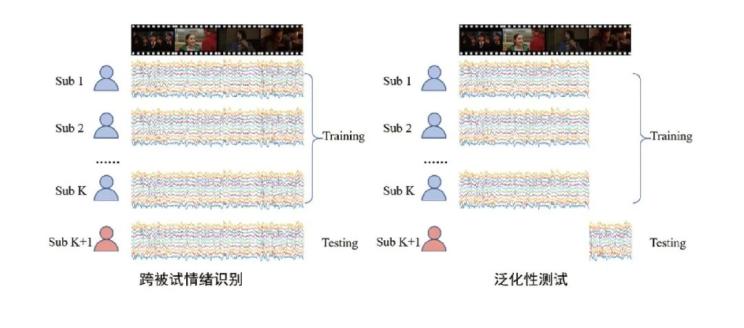 Sub 1
Sub 2
......
Sub K
Sub K+1
Training
Testing
跨被试情绪识别
Sub 1
Sub 2
......
Sub K
Sub K+1
Training
Testing
泛化性测试